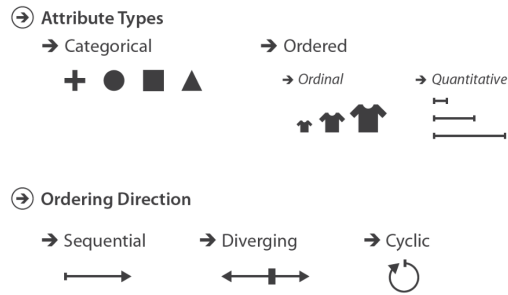 Attribute Types
Categorical
Ordered
Ordinal
Quantitative
Ordering Direction
Sequential
Diverging
Cyclic